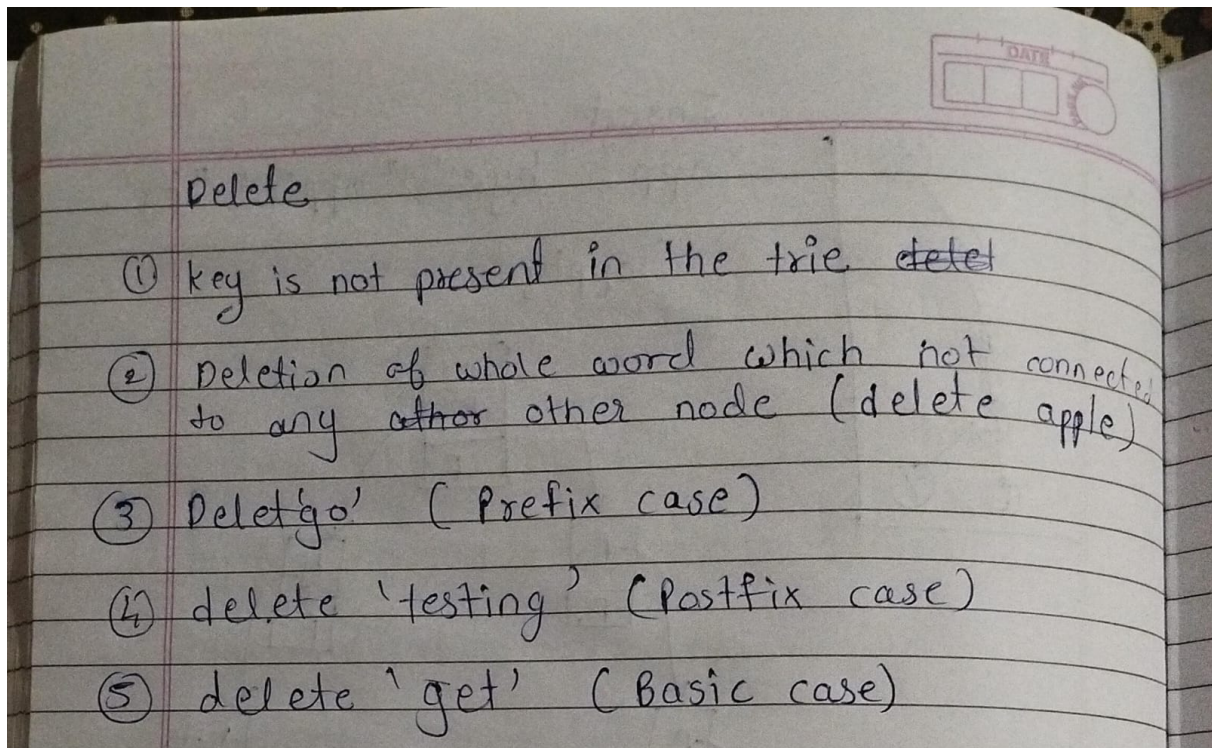 DATE
Delete
① key is not present in the trie detet
② Deletion of whole word which not connected
to any othor other node (delete apple)
③ Delet 'go' (Prefix case)
④ delete 'testing' (Postfix case)
⑤ delete 'get' (Basic case)